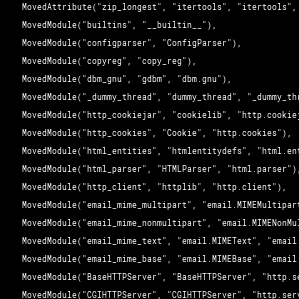 MovedAttribute("zip_longest", "itertools", "itertools",
MovedModule("builtins", "__builtin__"),
MovedModule("configparser", "ConfigParser"),
MovedModule("copyreg", "copy_reg"),
MovedModule("dbm_gnu", "gdbm", "dbm.gnu"),
MovedModule("_dummy_thread", "dummy_thread", "_dummy_thr
MovedModule("http_cookiejar", "cookielib", "http.cookiej
MovedModule("http_cookies", "Cookie", "http.cookies"),
MovedModule("html_entities", "htmlentitydefs", "html.ent
MovedModule("html_parser", "HTMLParser", "html.parser"),
MovedModule("http_client", "httplib", "http.client"),
MovedModule("email_mime_multipart", "email.MIMEMultipart
MovedModule("email_mime_nonmultipart", "email.MIMENonMul
MovedModule("email_mime_text", "email.MIMEText", "email
MovedModule("email_mime_base", "email.MIMEBase", "email
MovedModule("BaseHTTPServer", "BaseHTTPServer", "http.se
MovedModule("CGIHTTPServer", "CGIHTTPServer", "http.serv